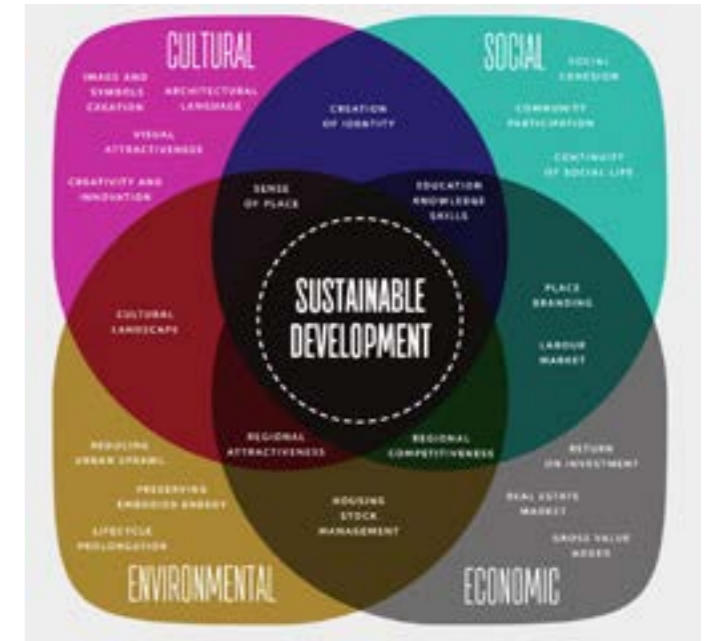 CULTURAL
SOCIAL
IMAGE AND
SYMBOLS
CREATION
ARCHITECTURAL
LANGUAGE
VISUAL
ATTRACTIVENESS
CREATIVITY AND
INNOVATION
CREATION
OF IDENTITY
SOCIAL
COHESION
COMMUNITY
PARTICIPATION
CONTINUITY
OF SOCIAL LIFE
SENSE
OF PLACE
EDUCATION
KNOWLEDGE
SKILLS
CULTURAL
LANDSCAPE
SUSTAINABLE
DEVELOPMENT
PLACE
BRANDING
LABOUR
MARKET
REGIONAL
ATTRACTIVENESS
REGIONAL
COMPETITIVENESS
REDUCING
URBAN SPRAWL
PRESERVING
EMBODIED ENERGY
LIFECYCLE
PROLONGATION
HOUSING
STOCK
MANAGEMENT
RETURN
ON INVESTMENT
REAL ESTATE
MARKET
GROSS VALUE
ADDED
ENVIRONMENTAL
ECONOMIC